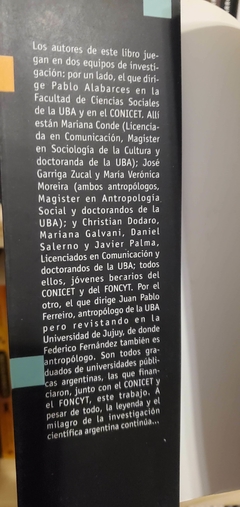 Los autores de este libro jue-
gan en dos equipos de investi-
gación: por un lado, el que diri-
ge Pablo Alabarces en la
Facultad de Ciencias Sociales
de la UBA y en el CONICET. Allí
están Mariana Conde (Licencia-
da en Comunicación, Magister
en Sociología de la Cultura y
doctoranda de la UBA); José
Garriga Zucal y María Verónica
Moreira (ambos antropólogos,
Magister en Antropología
Social y doctorandos de la
UBA); y Christian Dodaro,
Mariana Galvani, Daniel
Salerno y Javier Palma,
Licenciados en Comunicación y
doctorandos de la UBA; todos
ellos, jóvenes becarios del
CONICET y del FONCYT. Por el
otro, el que dirige Juan Pablo
Ferreiro, antropólogo de la UBA
pero revistando en la
Universidad de Jujuy, de donde
Federico Fernández también es
antropólogo. Son todos gra-
duados de universidades públi-
cas argentinas, las que finan-
ciaron, junto con el CONICET y
el FONCYT, este trabajo. A
pesar de todo, la leyenda y el
milagro de la investigación
científica argentina continúa...